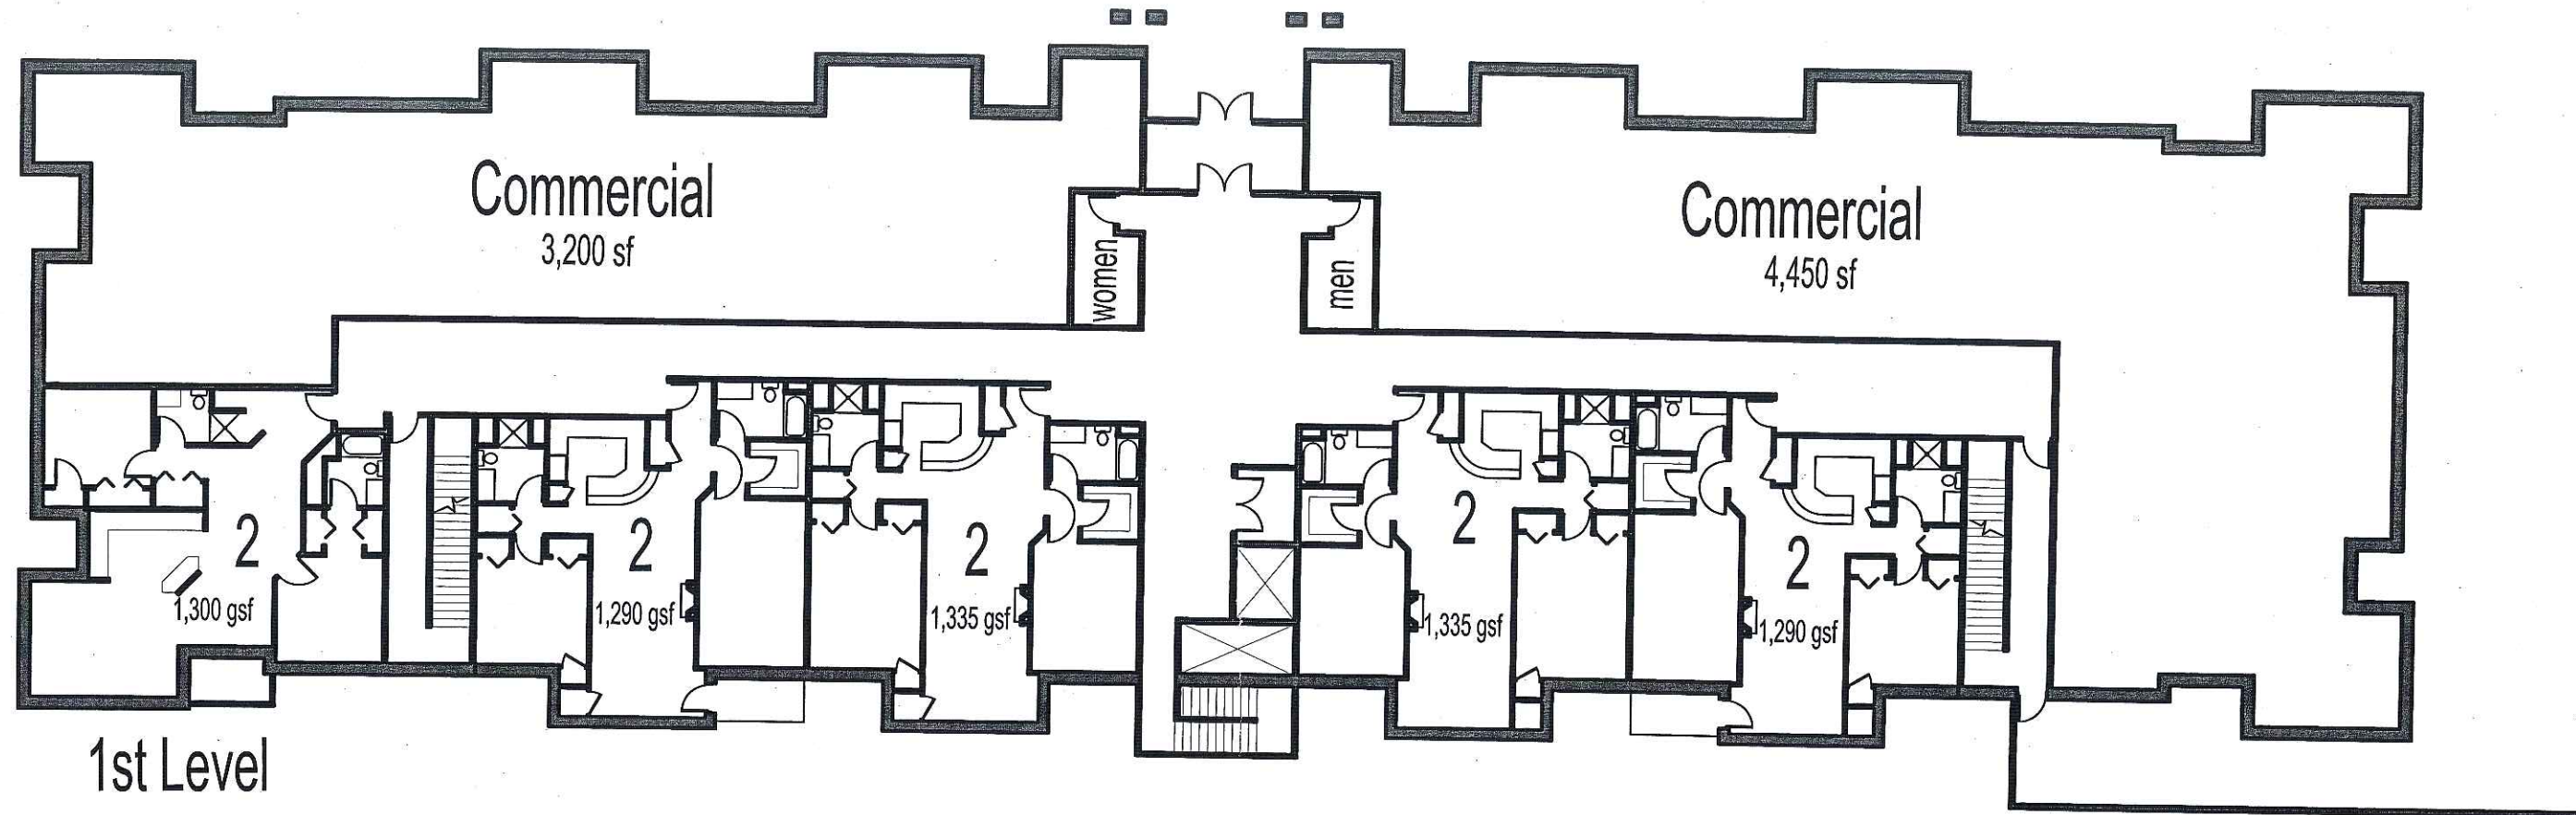 Commercial
3,200 sf
women
men
Commercial
4,450 sf
2
1,300 gsf
2
1,290 gsf
2
1,335 gsf
2
1,335 gsf
2
1,290 gsf
1st Level